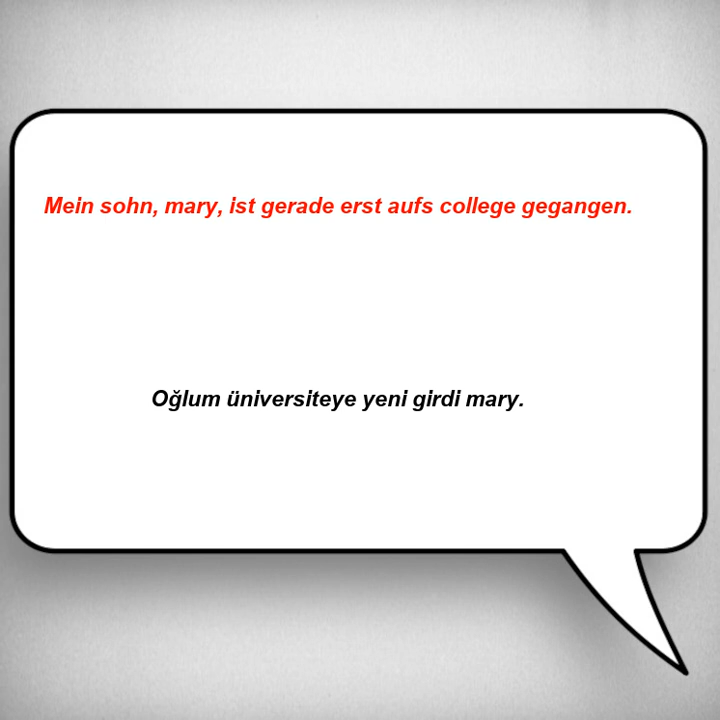 Mein sohn, mary, ist gerade erst aufs college gegangen.
Oğlum üniversiteye yeni girdi mary.